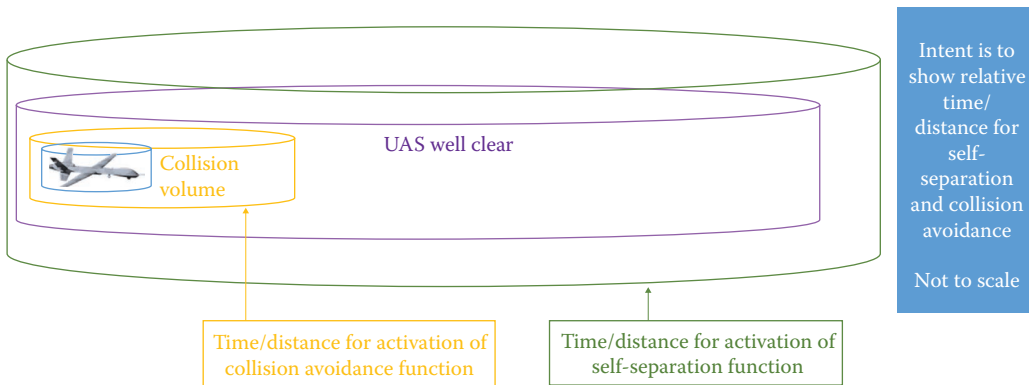 UAS well clear
Collision
volume
Time/distance for activation of
collision avoidance function
Time/distance for activation of
self-separation function
Intent is to
show relative
time/
distance for
self-
separation
and collision
avoidance
Not to scale